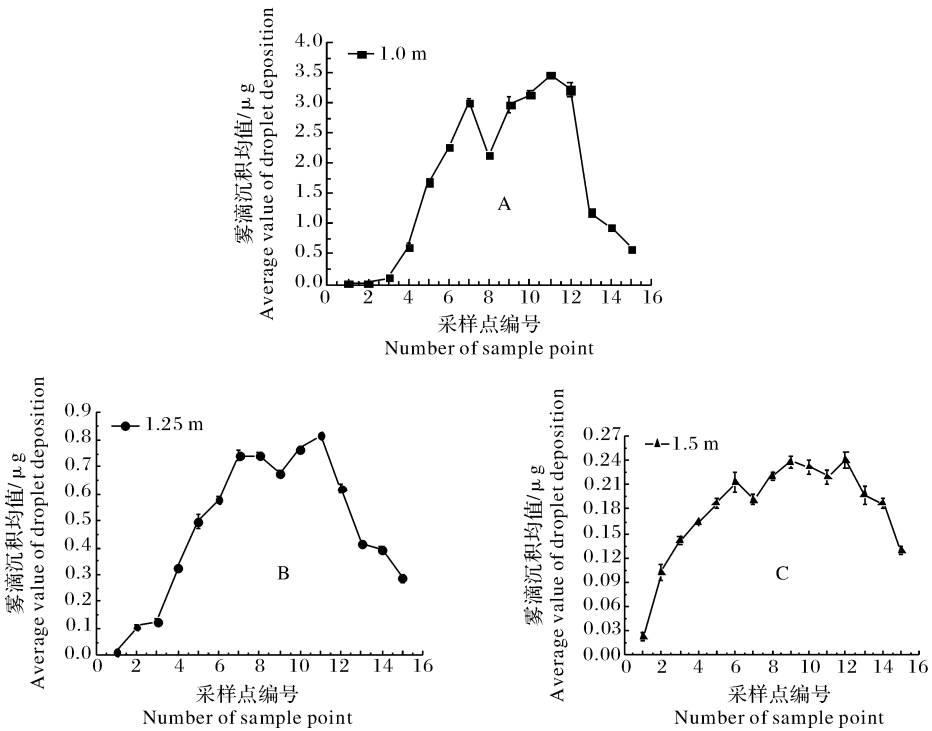 1.0 m
4.0
3.5
3.0
2.5
2.0
1.5
1.0
0.5
0.0
雾滴沉积均值/μg
Average value of droplet deposition
A
0 2 4 6 8 10 12 14 16
采样点编号
Number of sample point
1.25 m
0.9
0.8
0.7
0.6
0.5
0.4
0.3
0.2
0.1
0.0
雾滴沉积均值/μg
Average value of droplet deposition
B
0 2 4 6 8 10 12 14 16
采样点编号
Number of sample point
1.5 m
0.27
0.24
0.21
0.18
0.15
0.12
0.09
0.06
0.03
0.00
雾滴沉积均值/μg
Average value of droplet deposition
C
0 2 4 6 8 10 12 14 16
采样点编号
Number of sample point